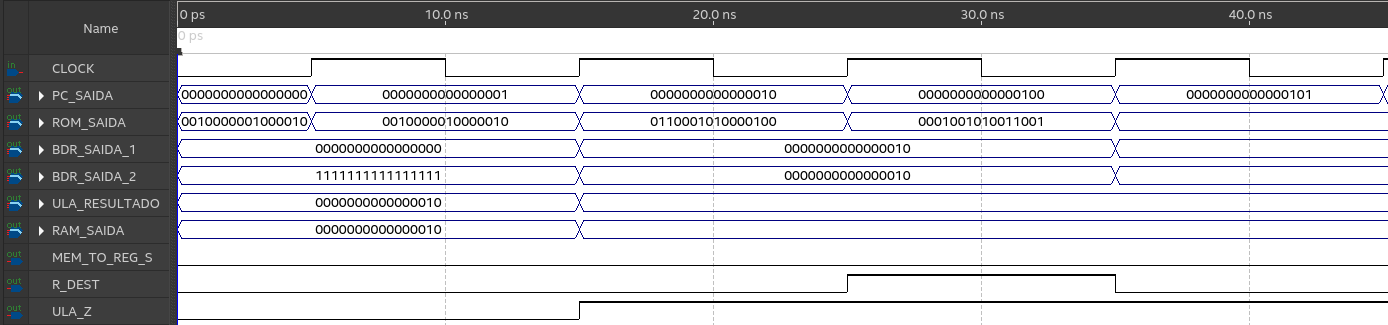 Name
0 ps 10.0 ns 20.0 ns 30.0 ns 40.0 ns
0 ps
in CLOCK
out PC_SAIDA 0000000000000000 0000000000000001 0000000000000010 0000000000000100 0000000000000101
out ROM_SAIDA 0010000001000010 0010000010000010 0110001010000100 0001001010011001
out BDR_SAIDA_1 0000000000000000 0000000000000010
out BDR_SAIDA_2 1111111111111111 0000000000000010
out ULA_RESULTADO 0000000000000010
out RAM_SAIDA 0000000000000010
out MEM_TO_REG_S
out R_DEST
out ULA_Z